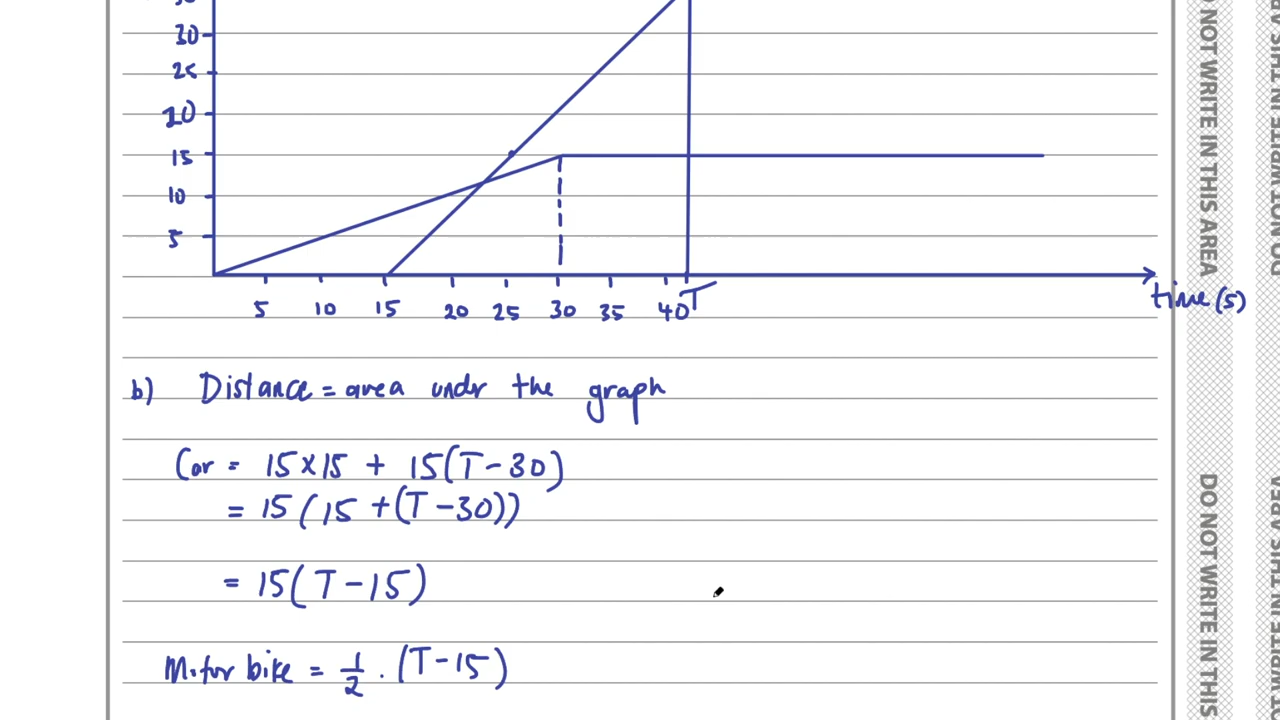 30
25
20
15
10
5
5 10 15 20 25 30 35 40 T
time (s)
b) Distance = area under the graph
Car = 15 × 15 + 15(T - 30)
= 15(15 + (T - 30))
= 15(T - 15)
Motor bike = 1/2 . (T - 15)
DO NOT WRITE IN THIS AREA
DO NOT WRITE IN THIS